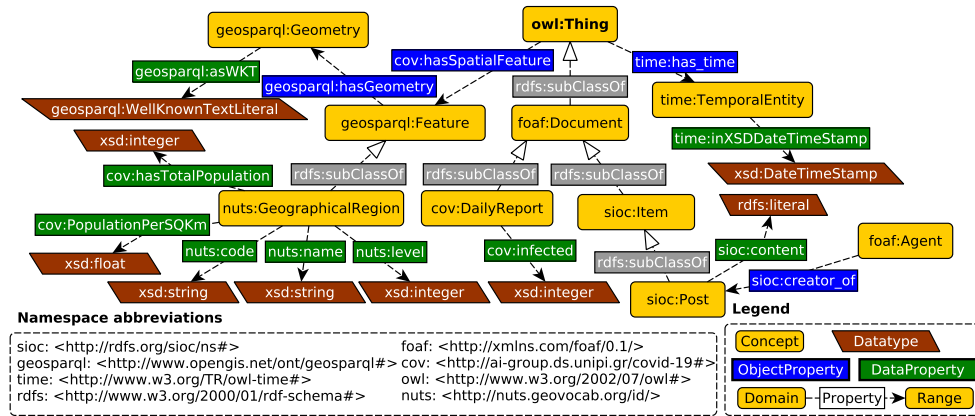 owl:Thing
geosparql:Geometry
cov:hasSpatialFeature
time:has_time
geosparql:asWKT
geosparql:hasGeometry
rdfs:subClassOf
time:TemporalEntity
geosparql:WellKnownTextLiteral
geosparql:Feature
foaf:Document
xsd:integer
time:inXSDDateTimeStamp
cov:hasTotalPopulation
rdfs:subClassOf
rdfs:subClassOf
rdfs:subClassOf
xsd:DateTimeStamp
nuts:GeographicalRegion
cov:DailyReport
sioc:Item
rdfs:literal
cov:PopulationPerSQKm
nuts:code
nuts:name
nuts:level
cov:infected
sioc:content
foaf:Agent
xsd:float
rdfs:subClassOf
sioc:creator_of
xsd:string
xsd:string
xsd:integer
xsd:integer
sioc:Post
Namespace abbreviations
sioc: <http://rdfs.org/sioc/ns#>
geosparql: <http://www.opengis.net/ont/geosparql#>
time: <http://www.w3.org/TR/owl-time#>
rdfs: <http://www.w3.org/2000/01/rdf-schema#>
foaf: <http://xmlns.com/foaf/0.1/>
cov: <http://ai-group.ds.unipi.gr/covid-19#>
owl: <http://www.w3.org/2002/07/owl#>
nuts: <http://nuts.geovocab.org/id/>
Legend
Concept
Datatype
ObjectProperty
DataProperty
Domain
Property
Range